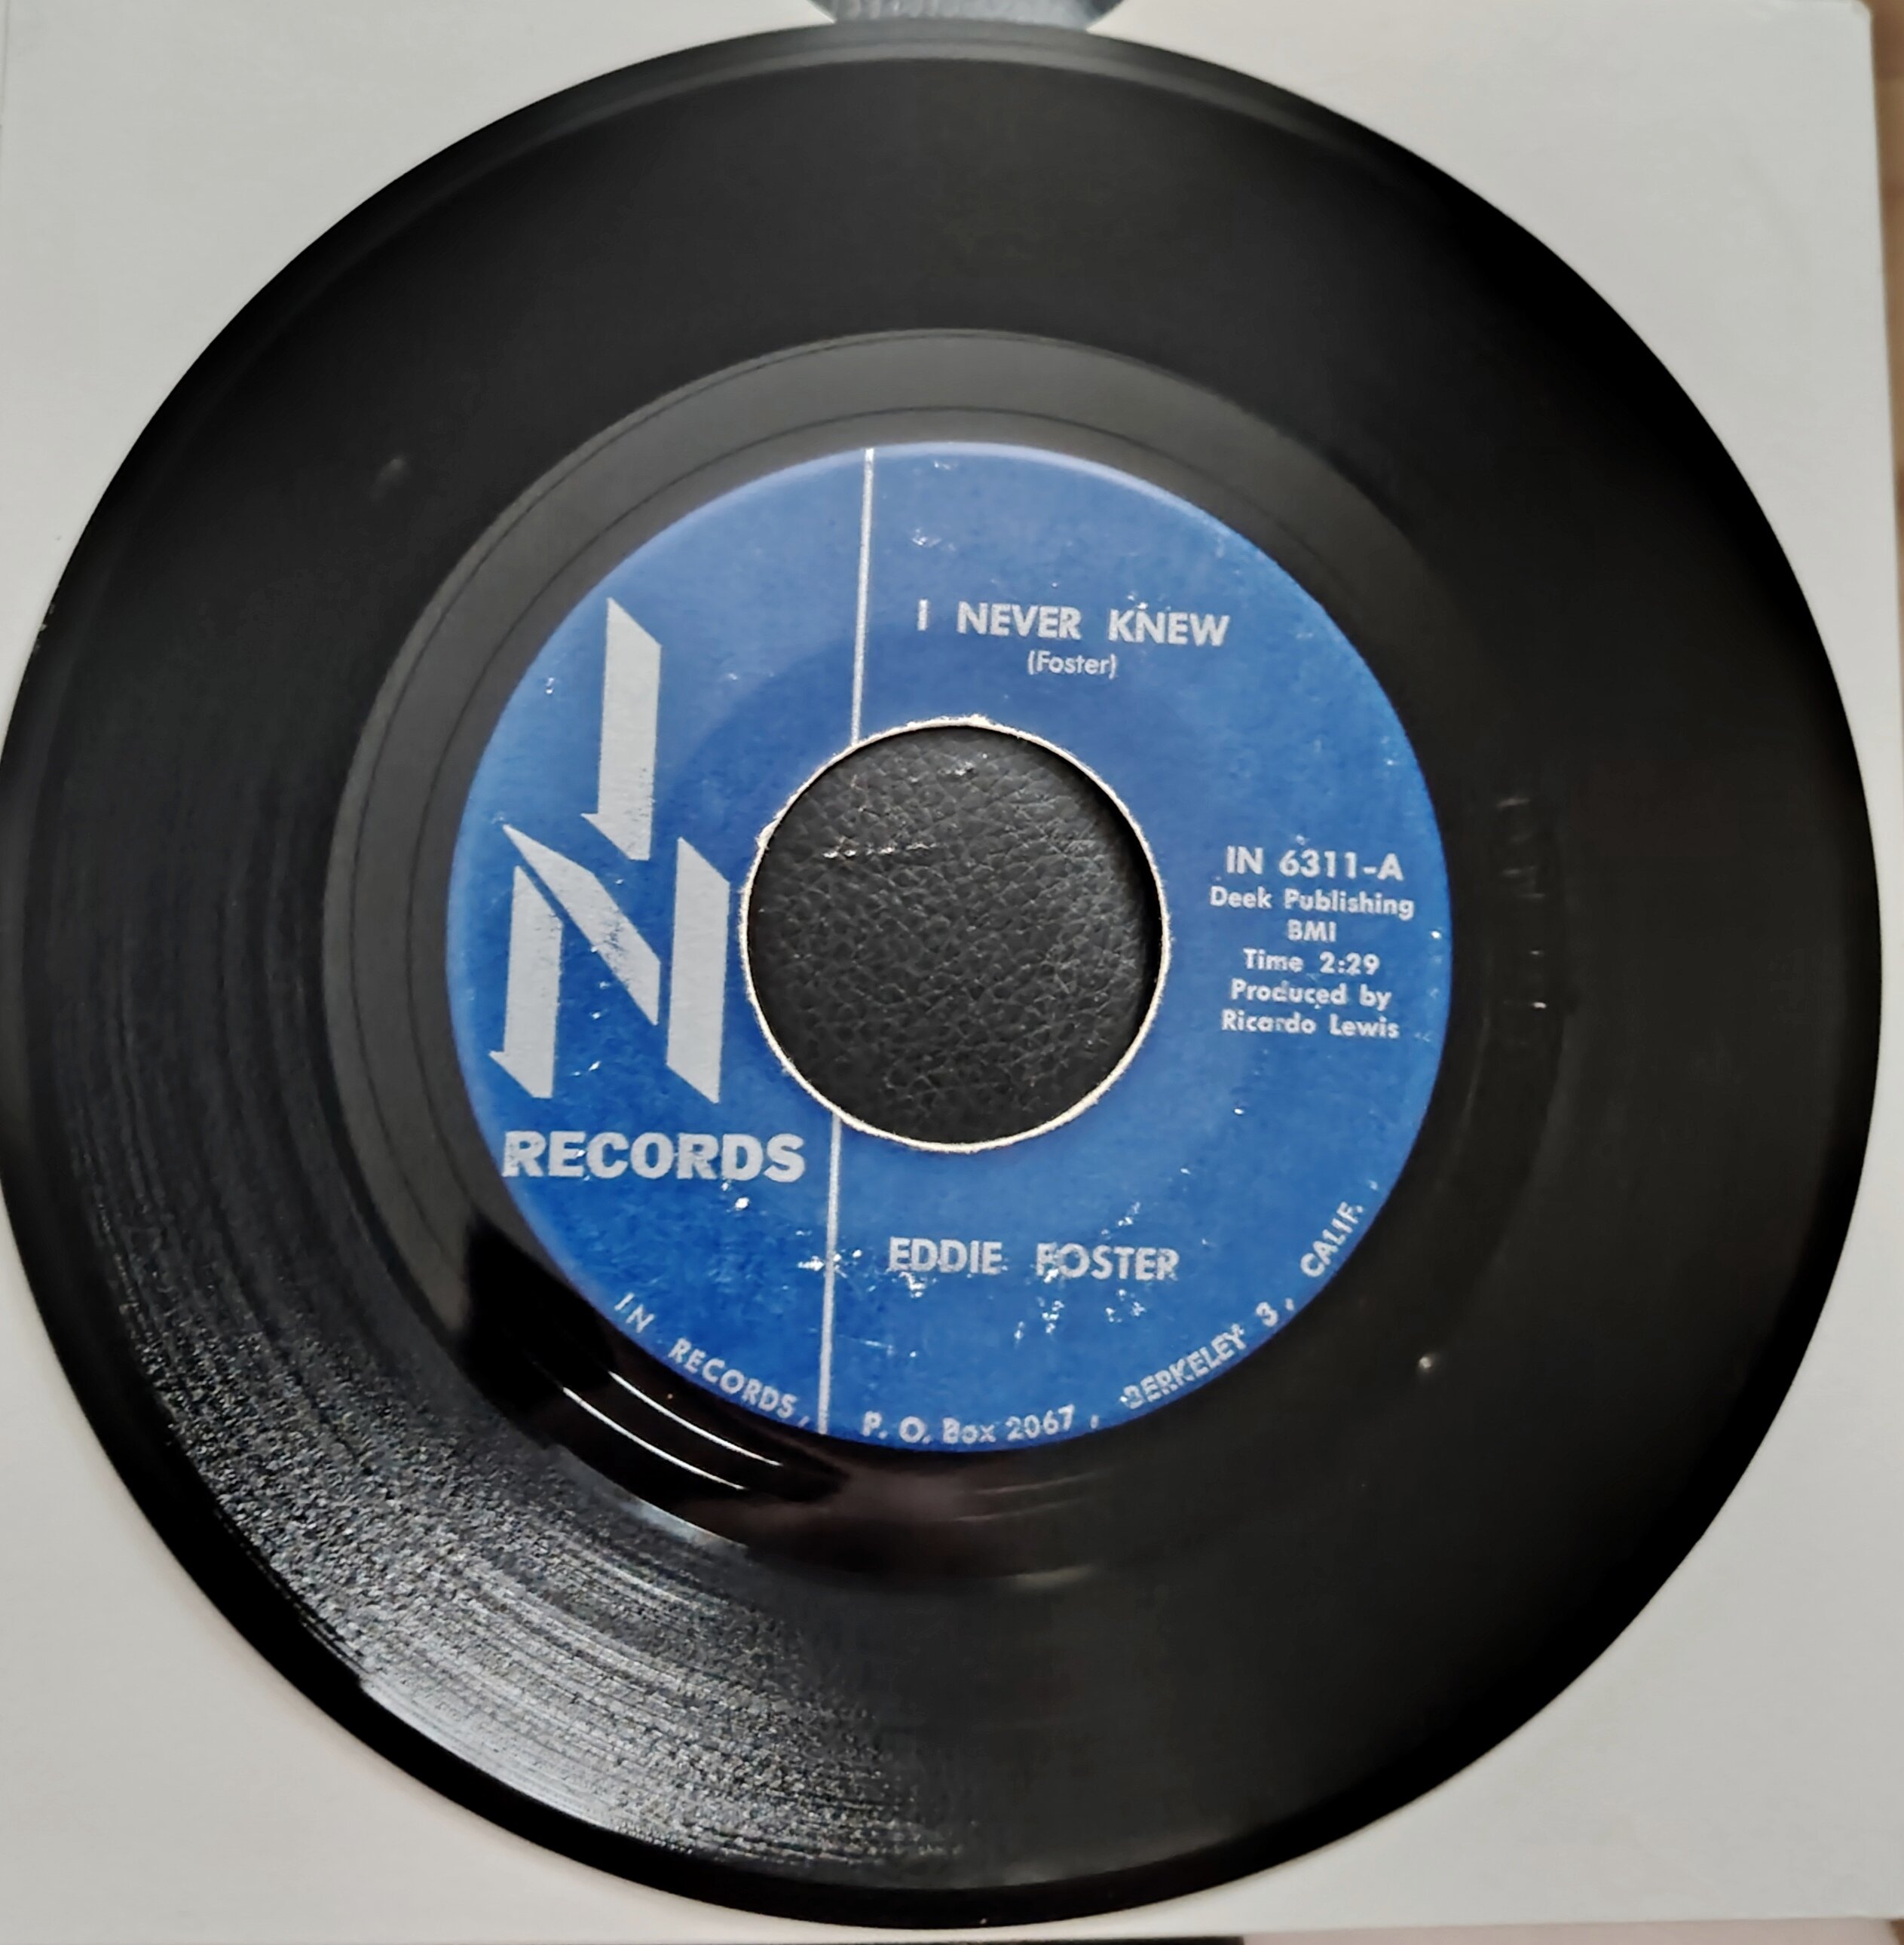 IN
RECORDS
I NEVER KNEW
(Foster)
IN 6311-A
Deek Publishing
BMI
Time 2:29
Produced by
Ricardo Lewis
EDDIE FOSTER
IN RECORDS, P. O. Box 2067, BERKELEY 3, CALIF.